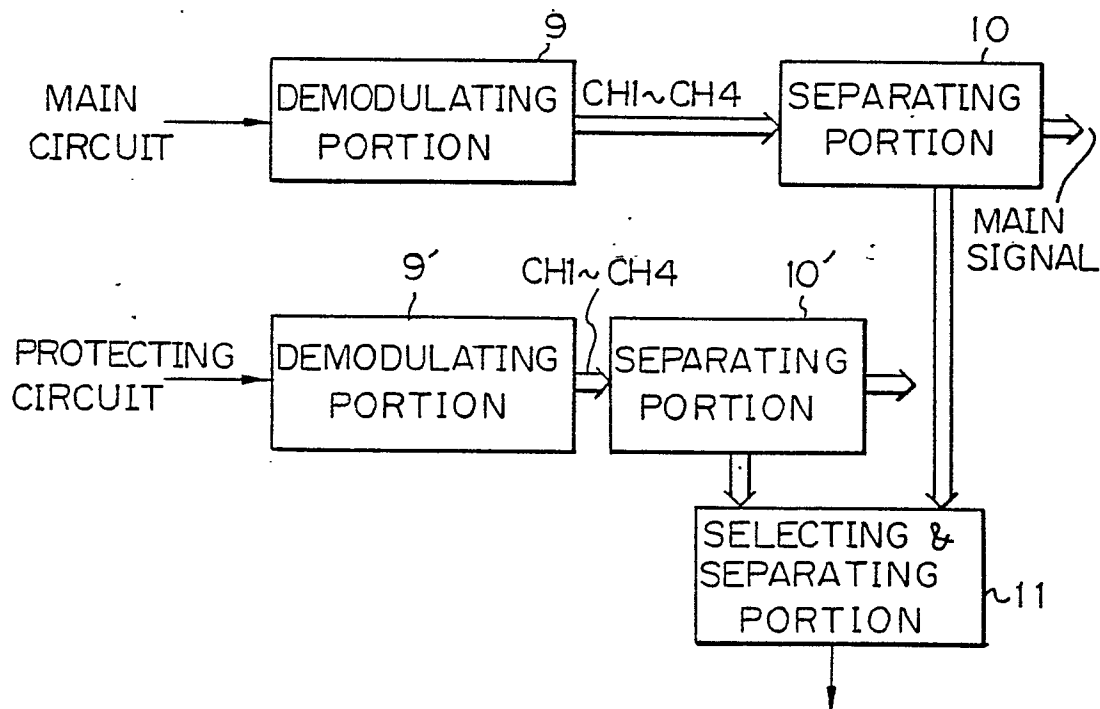 9
10
MAIN
CIRCUIT
DEMODULATING
PORTION
CH1~CH4
SEPARATING
PORTION
MAIN
SIGNAL
9'
CH1~CH4
10'
PROTECTING
CIRCUIT
DEMODULATING
PORTION
SEPARATING
PORTION
SELECTING &
SEPARATING
PORTION
11